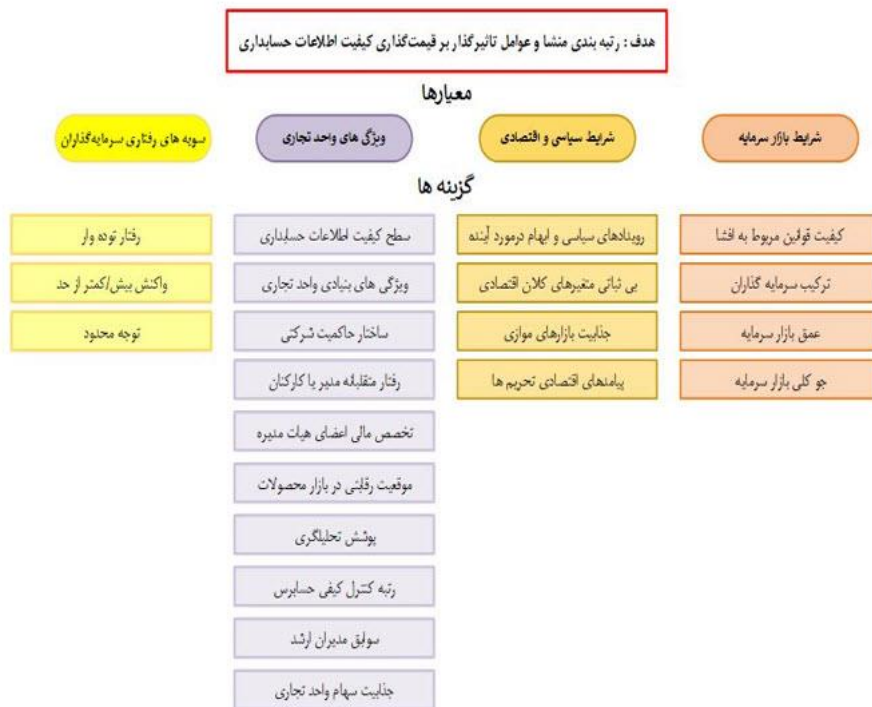 هدف : رتبه بندی منشا و عوامل تاثیرگذار بر قیمت‌گذاری کیفیت اطلاعات حسابداری
معیارها
شرایط بازار سرمایه
شرایط سیاسی و اقتصادی
ویژگی های واحد تجاری
سویه های رفتاری سرمایه‌گذاران
گزینه ها
کیفیت قوانین مربوط به افشا
رویدادهای سیاسی و ابهام درمورد آینده
سطح کیفیت اطلاعات حسابداری
رفتار توده وار
ترکیب سرمایه گذاران
بی ثباتی متغیرهای کلان اقتصادی
ویژگی های بنیادی واحد تجاری
واکنش بیش/کمتر از حد
عمق بازار سرمایه
جذابیت بازارهای موازی
ساختار حاکمیت شرکتی
توجه محدود
جو کلی بازار سرمایه
پیامدهای اقتصادی تحریم ها
رفتار متقلبانه مدیر یا کارکنان
تخصص مالی اعضای هیات مدیره
موقعیت رقابتی در بازار محصولات
پوشش تحلیلگری
رتبه کنترل کیفی حسابرس
سوابق مدیران ارشد
جذابیت سهام واحد تجاری